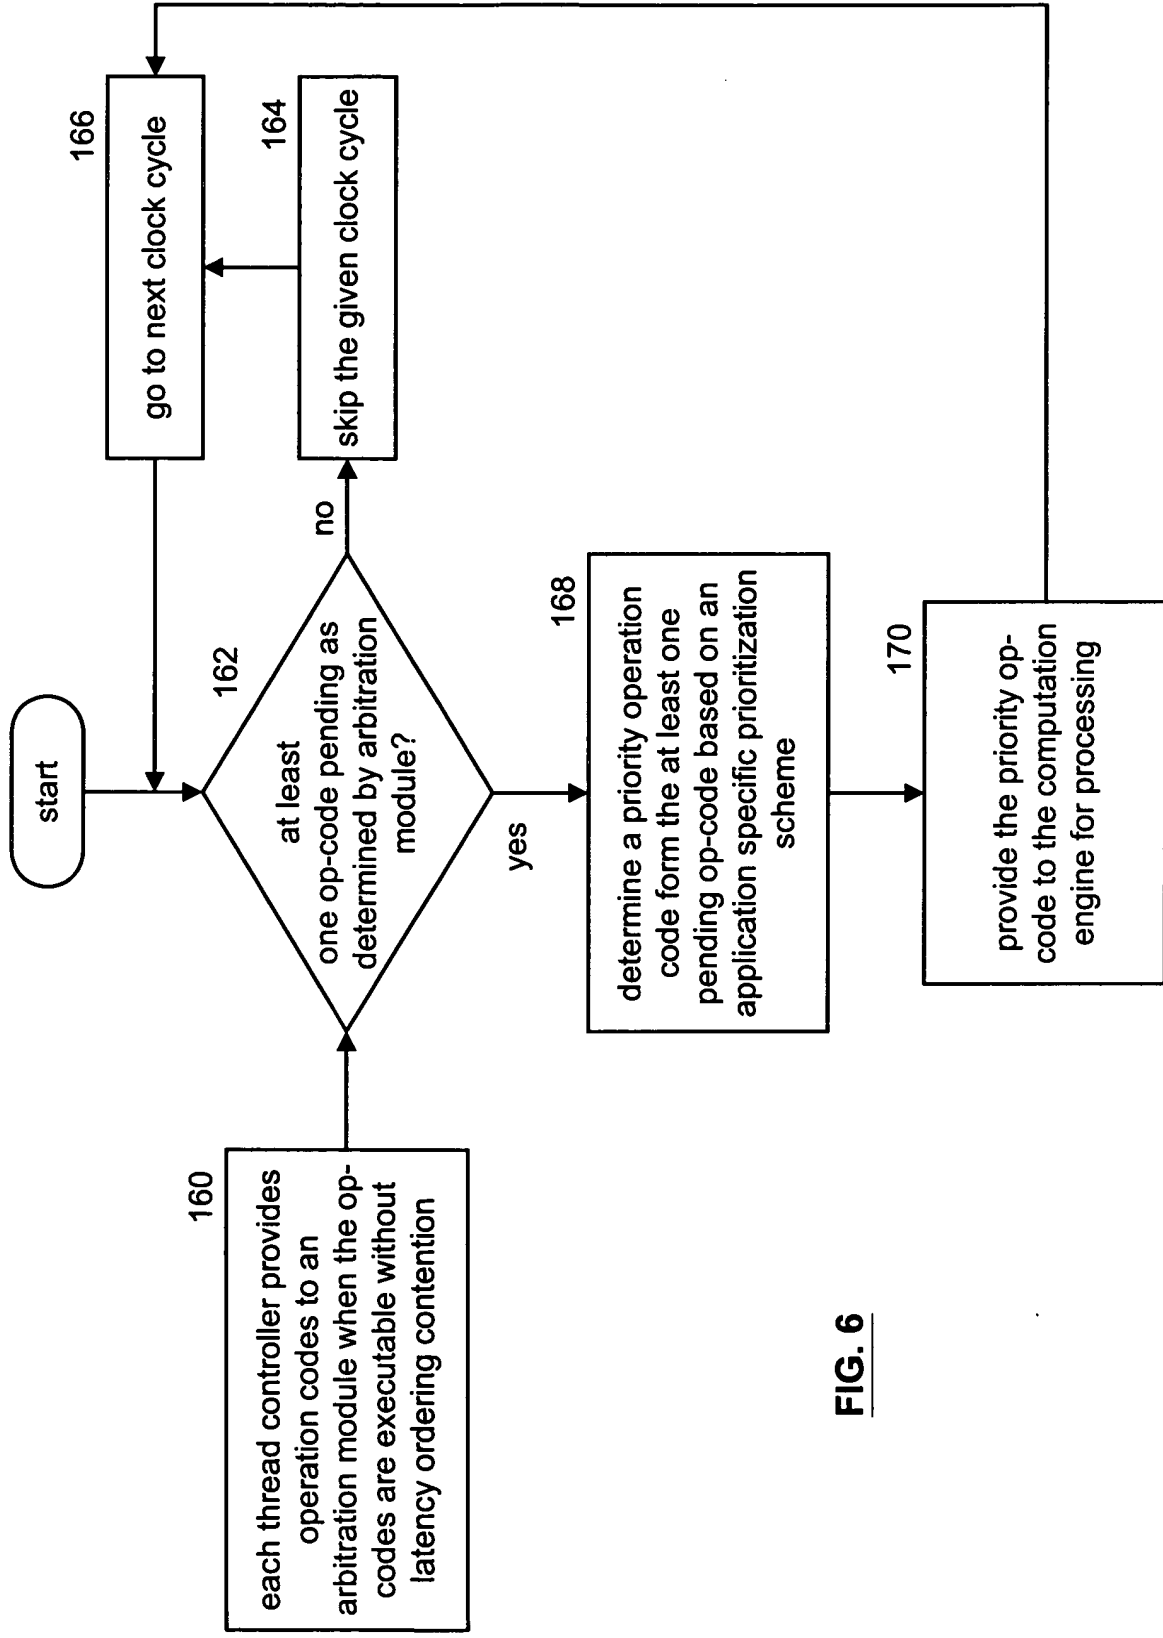 start
160
each thread controller provides
operation codes to an
arbitration module when the op-
codes are executable without
latency ordering contention
162
at least
one op-code pending as
determined by arbitration
module?
no
yes
164
skip the given clock cycle
166
go to next clock cycle
168
determine a priority operation
code form the at least one
pending op-code based on an
application specific prioritization
scheme
170
provide the priority op-
code to the computation
engine for processing
FIG. 6